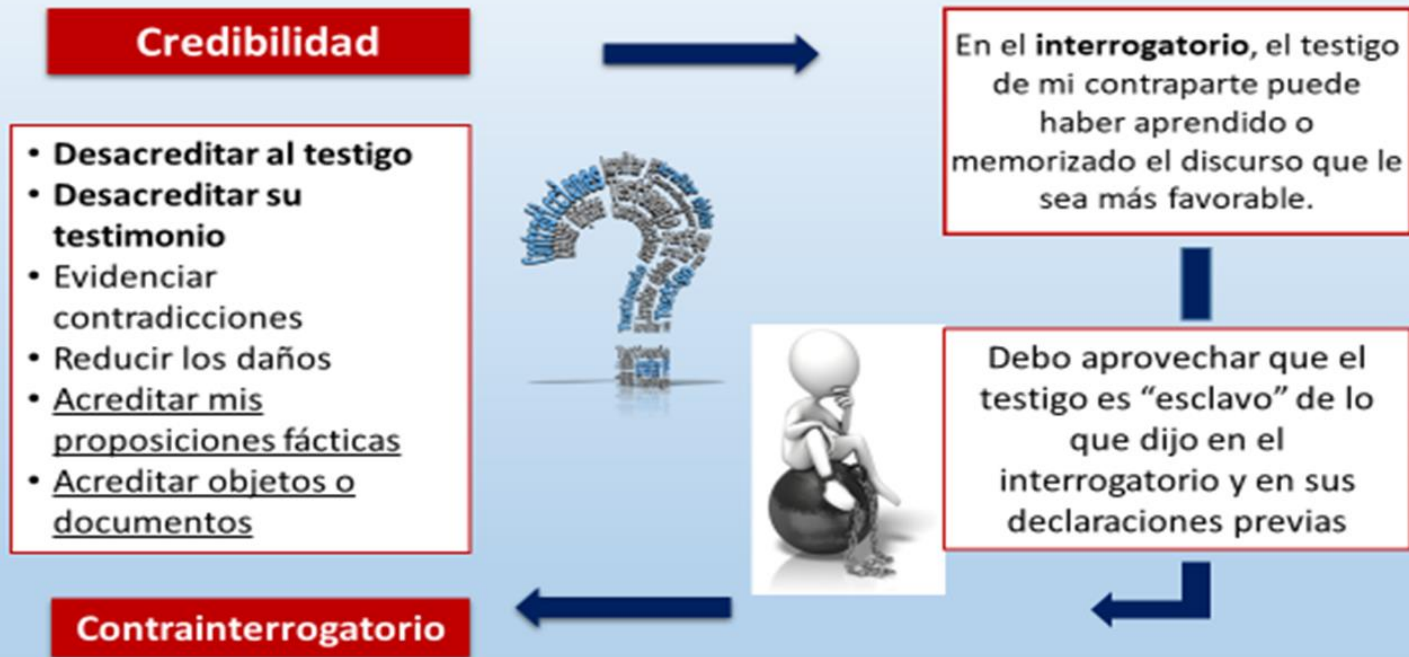 Credibilidad
• Desacreditar al testigo
• Desacreditar su
testimonio
• Evidenciar
contradicciones
• Reducir los daños
• Acreditar mis
proposiciones fácticas
• Acreditar objetos o
documentos
Contradicciones
Testimonio
Testigo
En el interrogatorio, el testigo
de mi contraparte puede
haber aprendido o
memorizado el discurso que le
sea más favorable.
Debo aprovechar que el
testigo es “esclavo” de lo
que dijo en el
interrogatorio y en sus
declaraciones previas
Contrainterrogatorio